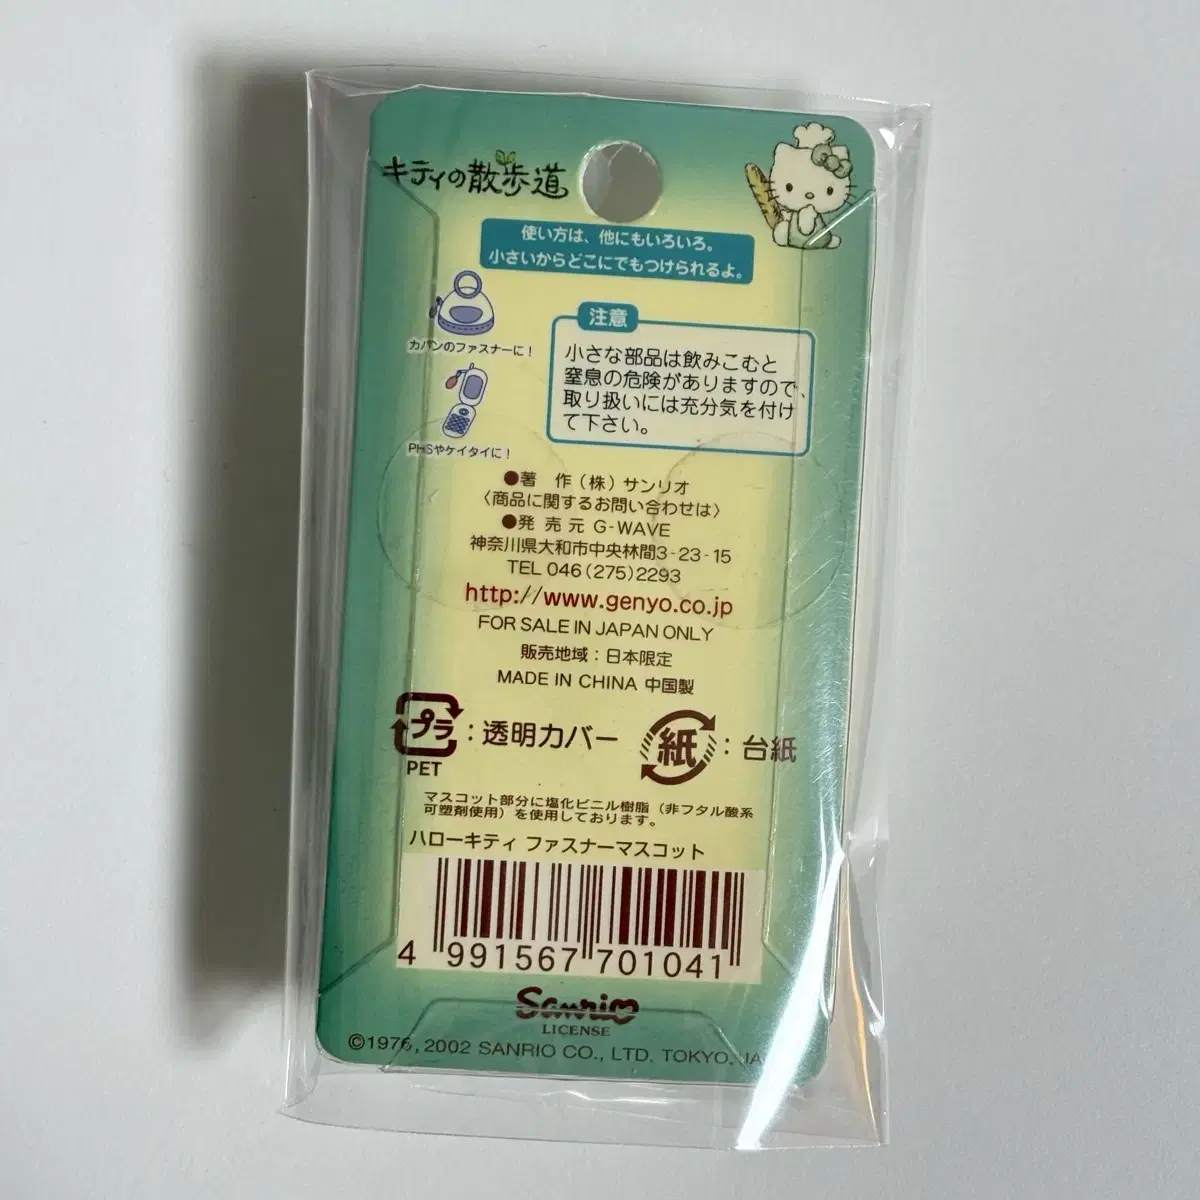 キティの散歩道
使い方は、他にもいろいろ。
小さいからどこにでもつけられるよ。
カバンのファスナーに!
PHSやケイタイに!
注意
小さな部品は飲みこむと
窒息の危険がありますので、
取り扱いには充分気を付け
て下さい。
●著 作(株)サンリオ
〈商品に関するお問い合わせは〉
●発 売 元 G-WAVE
神奈川県大和市中央林間3-23-15
TEL 046(275)2293
http://www.genyo.co.jp
FOR SALE IN JAPAN ONLY
販売地域:日本限定
MADE IN CHINA 中国製
プラ:透明カバー
PET
紙:台紙
マスコット部分に塩化ビニル樹脂(非フタル酸系
可塑剤使用)を使用しております。
ハローキティ ファスナーマスコット
4 991567 701041
Sanrio
LICENSE
©1976, 2002 SANRIO CO., LTD. TOKYO,